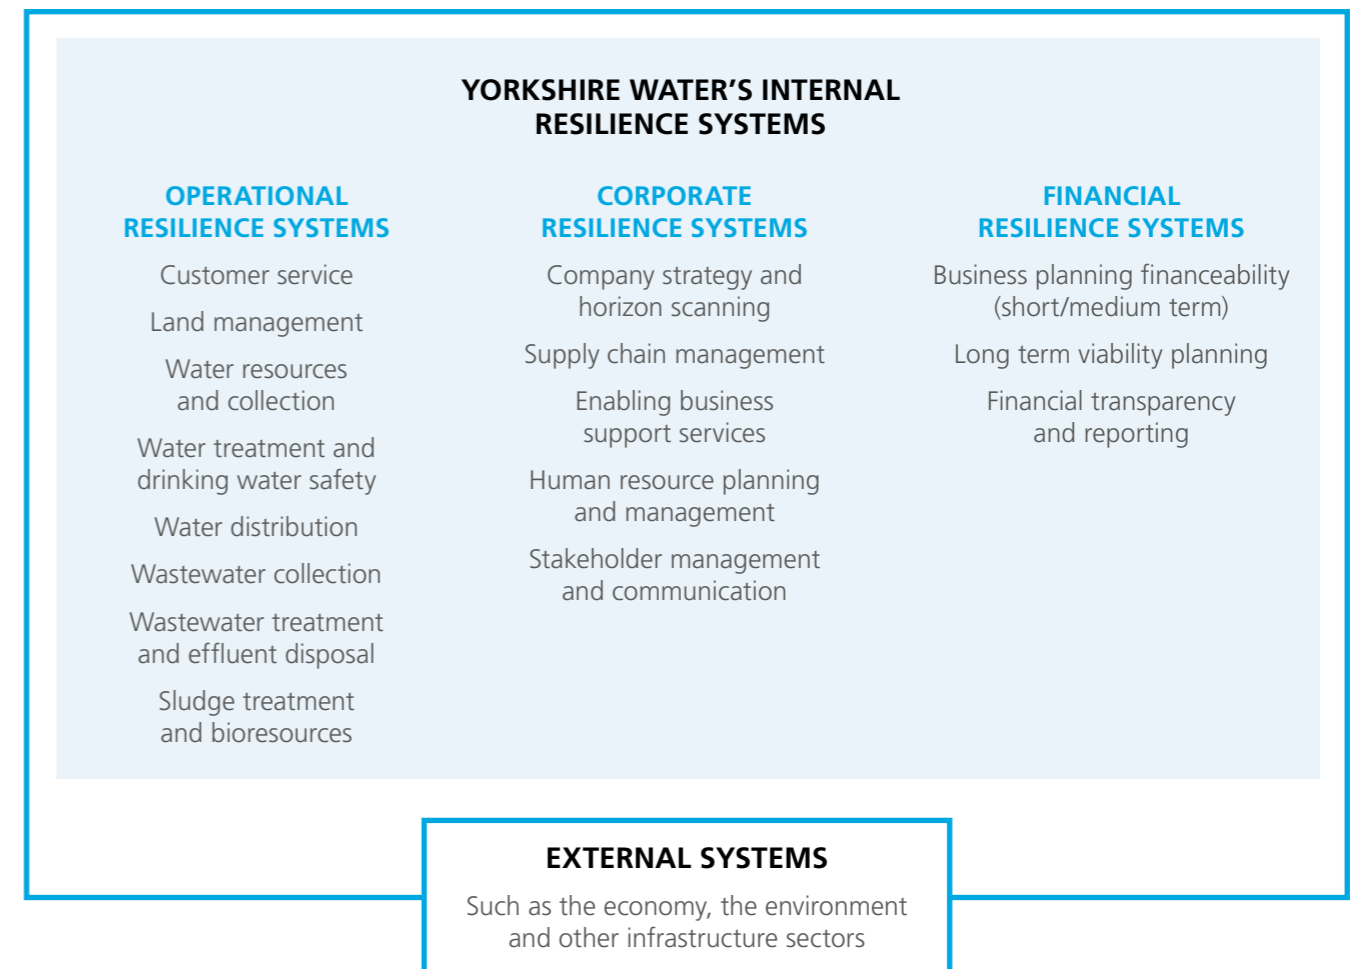 YORKSHIRE WATER'S INTERNAL
RESILIENCE SYSTEMS
OPERATIONAL
RESILIENCE SYSTEMS
Customer service
Land management
Water resources
and collection
Water treatment and
drinking water safety
Water distribution
Wastewater collection
Wastewater treatment
and effluent disposal
Sludge treatment
and bioresources
CORPORATE
RESILIENCE SYSTEMS
Company strategy and
horizon scanning
Supply chain management
Enabling business
support services
Human resource planning
and management
Stakeholder management
and communication
FINANCIAL
RESILIENCE SYSTEMS
Business planning financeability
(short/medium term)
Long term viability planning
Financial transparency
and reporting
EXTERNAL SYSTEMS
Such as the economy, the environment
and other infrastructure sectors